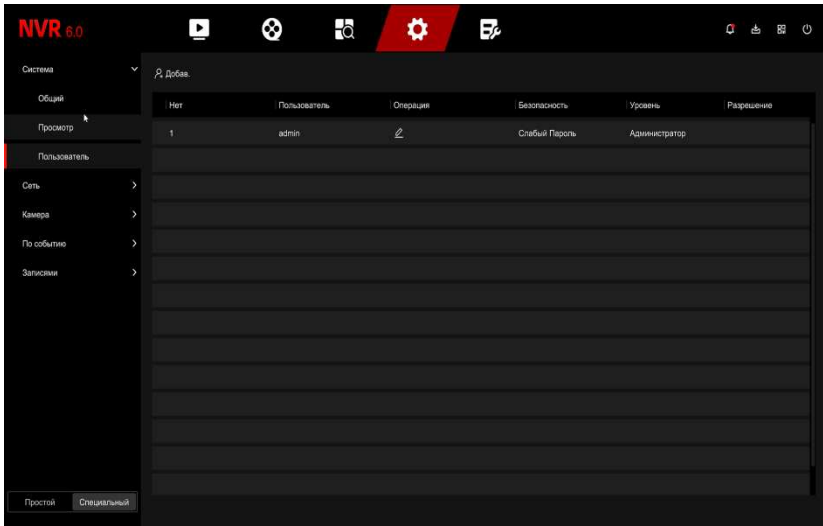 NVR 6.0
Система
Добав.
Общий
Нет Пользователь Операция Безопасность Уровень Разрешение
Просмотр
1 admin Слабый Пароль Администратор
Пользователь
Сеть
Камера
По событию
Записями
Простой Специальный